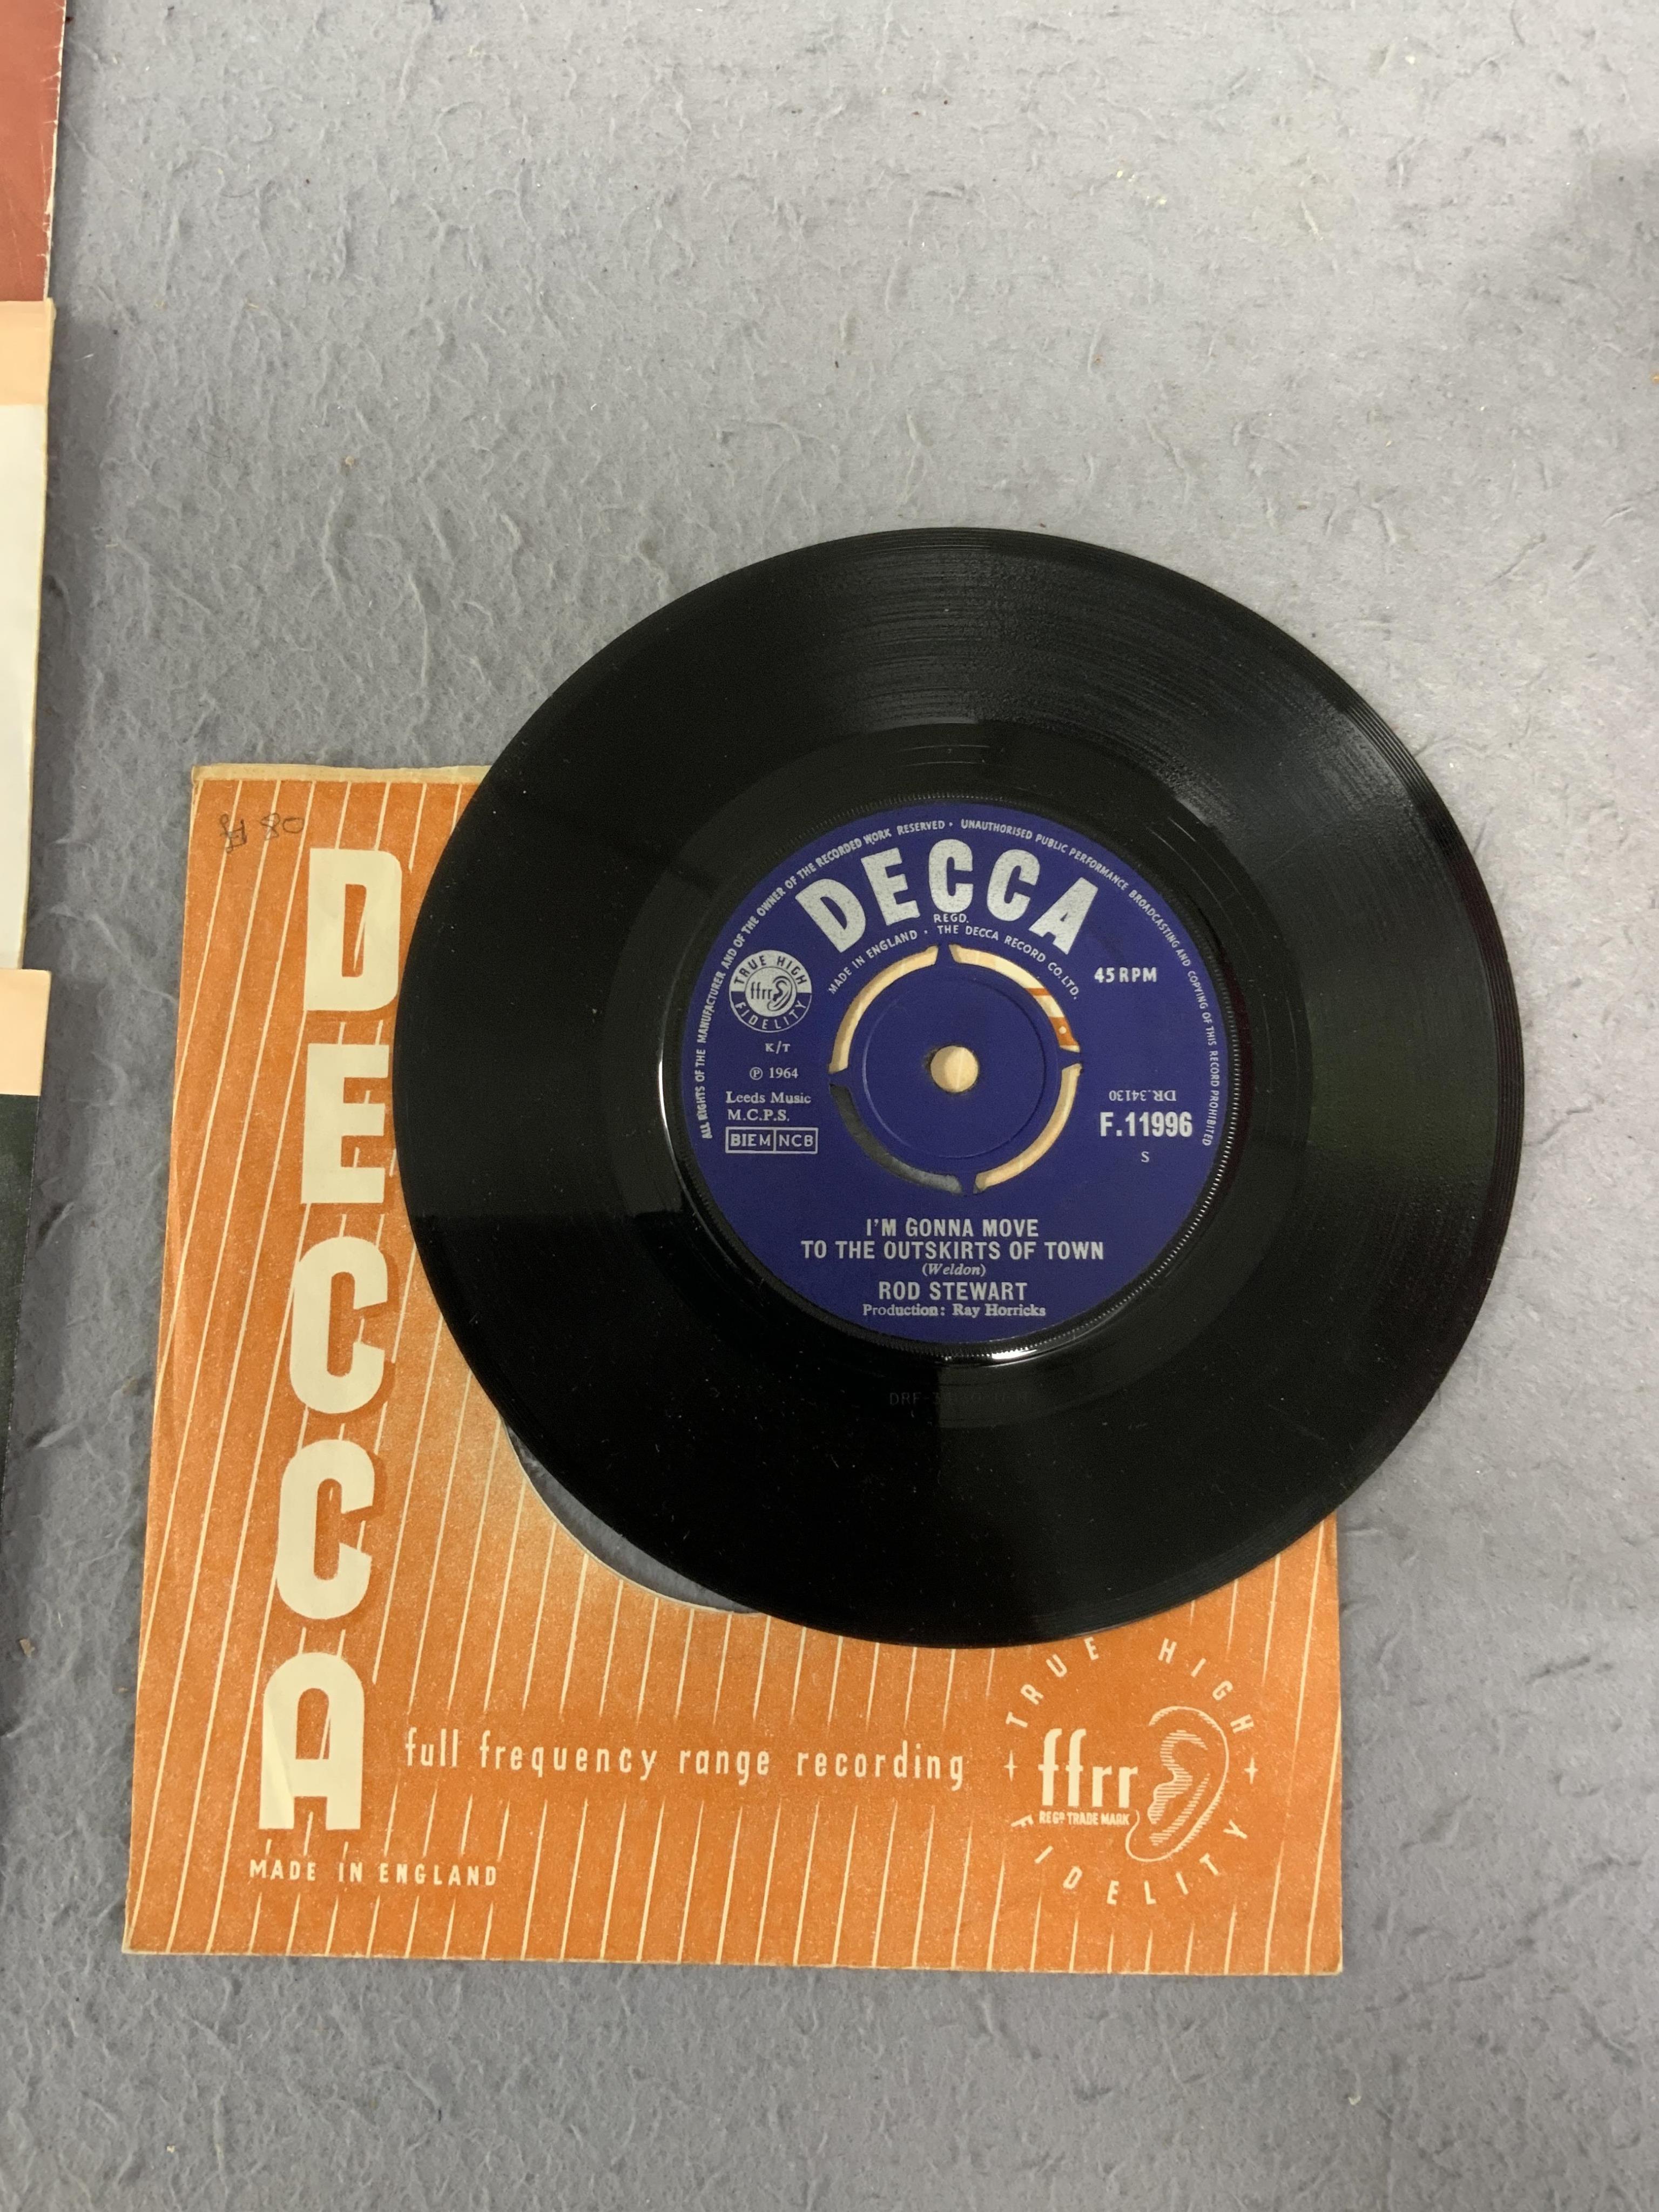 ALL RIGHTS OF THE MANUFACTURER AND OF THE OWNER OF THE RECORDED WORK RESERVED • UNAUTHORISED PUBLIC PERFORMANCE BROADCASTING AND COPYING OF THIS RECORD PROHIBITED
DECCA
REGD.
MADE IN ENGLAND • THE DECCA RECORD CO. LTD.
TRUE HIGH
ffrr
FIDELITY
45 RPM
K/T
℗ 1964
Leeds Music
M.C.P.S.
BIEM NCB
DR.34130
F.11996
S
I'M GONNA MOVE
TO THE OUTSKIRTS OF TOWN
(Weldon)
ROD STEWART
Production: Ray Horricks
80
DECCA
full frequency range recording
MADE IN ENGLAND
TRUE HIGH
ffrr
REGD TRADE MARK
FIDELITY